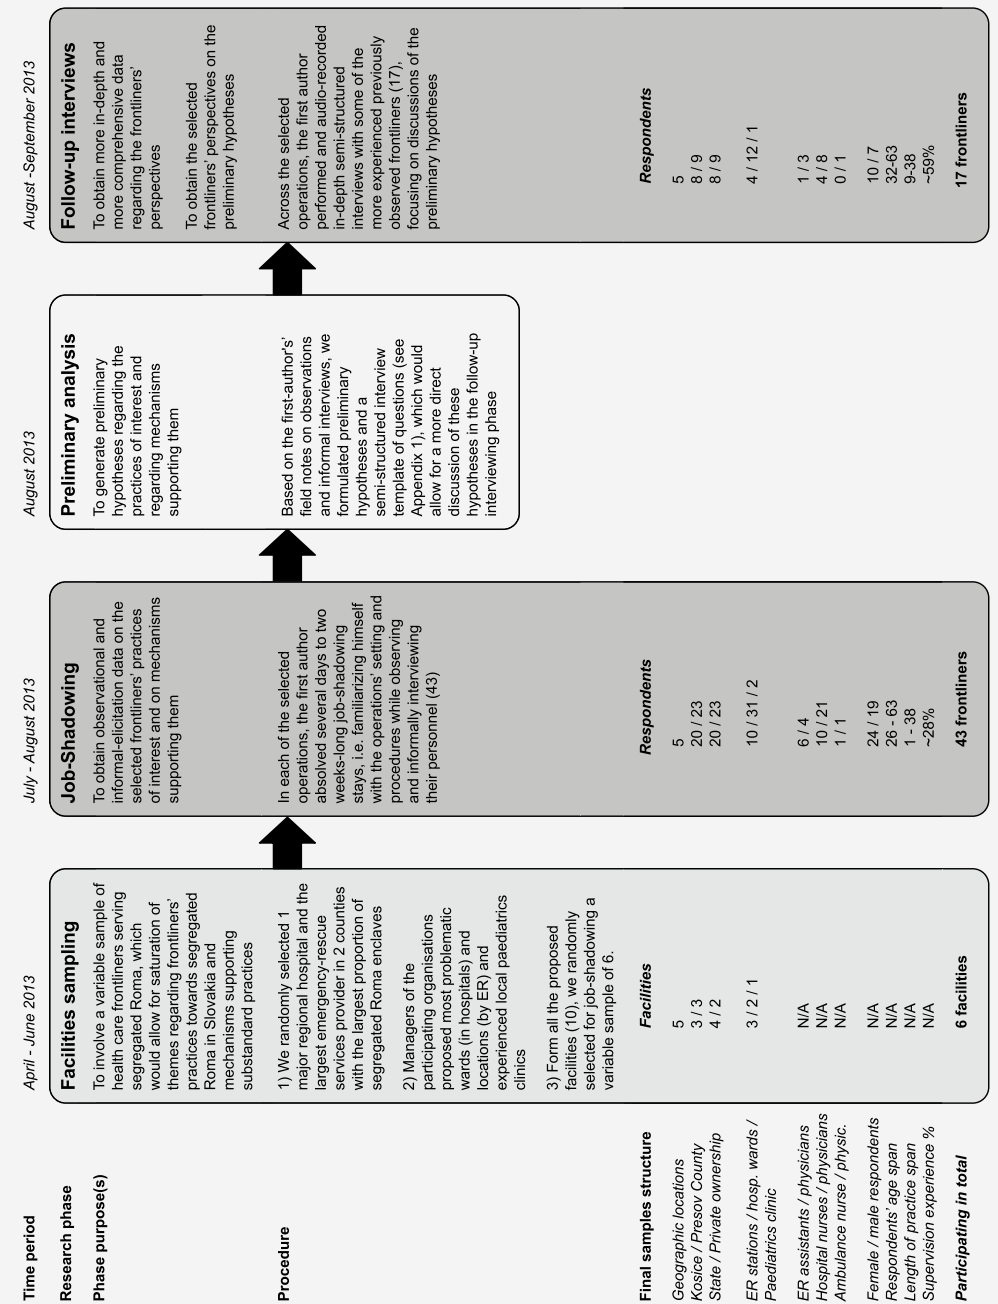 Time period
April - June 2013
July - August 2013
August 2013
August -September 2013
Research phase
Facilities sampling
Job-Shadowing
Preliminary analysis
Follow-up interviews
Phase purpose(s)
To involve a variable sample of
health care frontliners serving
segregated Roma, which
would allow for saturation of
themes regarding frontliners'
practices towards segregated
Roma in Slovakia and
mechanisms supporting
substandard practices
To obtain observational and
informal-elicitation data on the
selected frontliners' practices
of interest and on mechanisms
supporting them
To generate preliminary
hypotheses regarding the
practices of interest and
regarding mechanisms
supporting them
To obtain more in-depth and
more comprehensive data
regarding the frontliners'
perspectives
To obtain the selected
frontliners' perspectives on the
preliminary hypotheses
Procedure
1) We randomly selected 1
major regional hospital and the
largest emergency-rescue
services provider in 2 counties
with the largest proportion of
segregated Roma enclaves
2) Managers of the
participating organisations
proposed most problematic
wards (in hospitals) and
locations (by ER) and
experienced local paediatrics
clinics
3) Form all the proposed
facilities (10), we randomly
selected for job-shadowing a
variable sample of 6.
In each of the selected
operations, the first author
absolved several days to two
weeks-long job-shadowing
stays, i.e. familiarizing himself
with the operations' setting and
procedures while observing
and informally interviewing
their personnel (43)
Based on the first-author's'
field notes on observations
and informal interviews, we
formulated preliminary
hypotheses and a
semi-structured interview
template of questions (see
Appendix 1), which would
allow for a more direct
discussion of these
hypotheses in the follow-up
interviewing phase
Across the selected
operations, the first author
performed and audio-recorded
in-depth semi-structured
interviews with some of the
more experienced previously
observed frontliners (17),
focusing on discussions of the
preliminary hypotheses
Final samples structure
Facilities
Respondents
Respondents
Geographic locations
5
5
5
Kosice / Presov County
3 / 3
20 / 23
8 / 9
State / Private ownership
4 / 2
20 / 23
8 / 9
ER stations / hosp. wards /
Paediatrics clinic
3 / 2 / 1
10 / 31 / 2
4 / 12 / 1
ER assistants / physicians
N/A
6 / 4
1 / 3
Hospital nurses / physicians
N/A
10 / 21
4 / 8
Ambulance nurse / physic.
N/A
1 / 1
0 / 1
Female / male respondents
N/A
24 / 19
10 / 7
Respondents' age span
N/A
26 - 63
32-63
Length of practice span
N/A
1 - 38
9-38
Supervision experience %
N/A
~28%
~59%
Participating in total
6 facilities
43 frontliners
17 frontliners